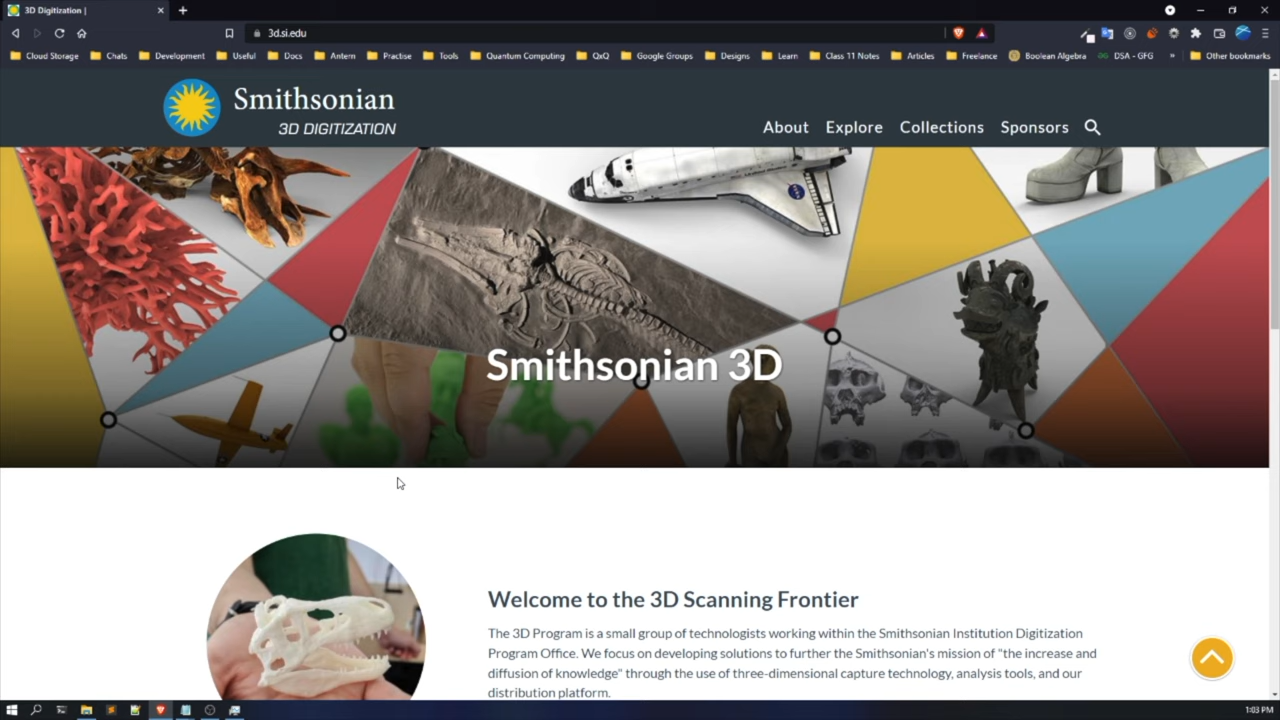 3D Digitization |
3d.si.edu
Cloud Storage Chats Development Useful Docs Antern Practise Tools Quantum Computing QxQ Google Groups Designs Learn Class 11 Notes Articles Freelance Boolean Algebra DSA - GFG » Other bookmarks
Smithsonian
3D DIGITIZATION
About Explore Collections Sponsors
Smithsonian 3D
Welcome to the 3D Scanning Frontier
The 3D Program is a small group of technologists working within the Smithsonian Institution Digitization
Program Office. We focus on developing solutions to further the Smithsonian's mission of "the increase and
diffusion of knowledge" through the use of three-dimensional capture technology, analysis tools, and our
distribution platform.
1:03 PM